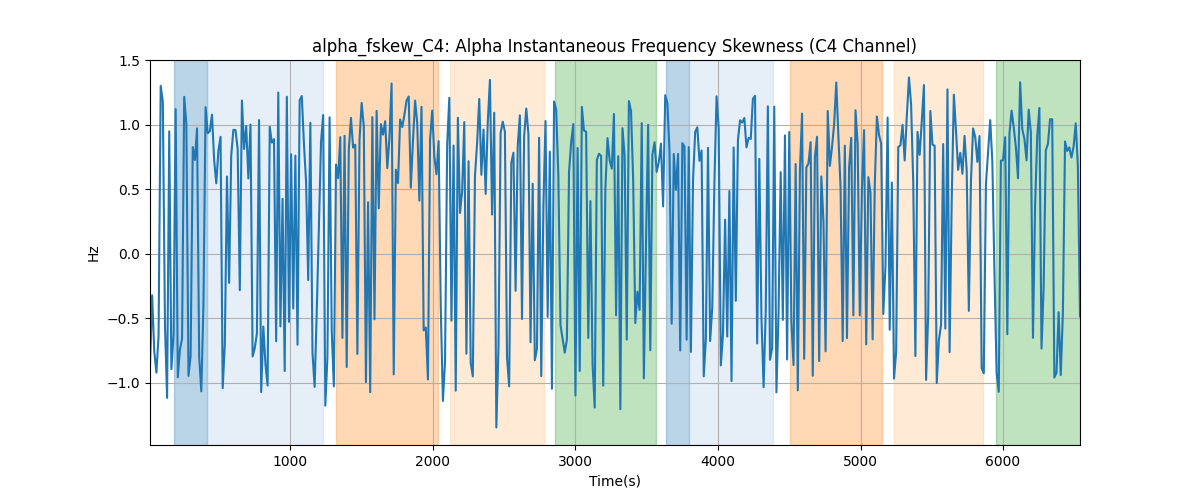 alpha_fskew_C4: Alpha Instantaneous Frequency Skewness (C4 Channel)
1.5
1.0
0.5
0.0
−0.5
−1.0
Hz
1000 2000 3000 4000 5000 6000
Time(s)